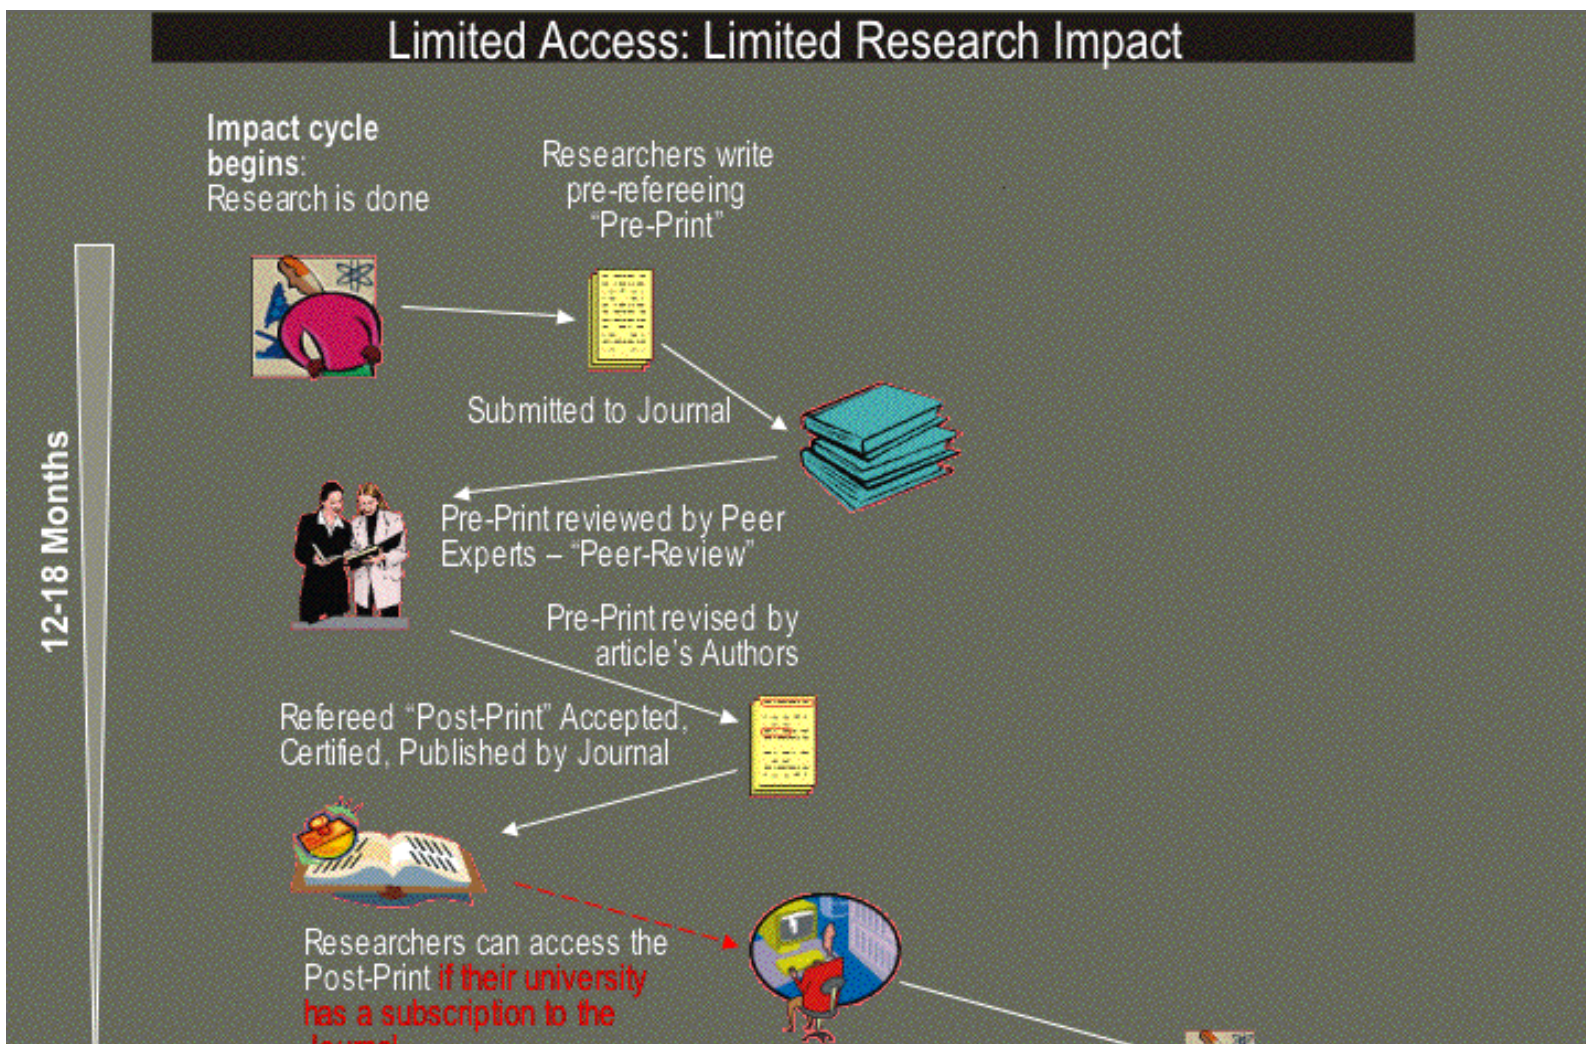 Limited Access: Limited Research Impact
Impact cycle
begins:
Research is done
Researchers write
pre-refereeing
“Pre-Print”
Submitted to Journal
12-18 Months
Pre-Print reviewed by Peer
Experts – “Peer-Review”
Pre-Print revised by
article’s Authors
Refereed “Post-Print” Accepted,
Certified, Published by Journal
Researchers can access the
Post-Print if their university
has a subscription to the